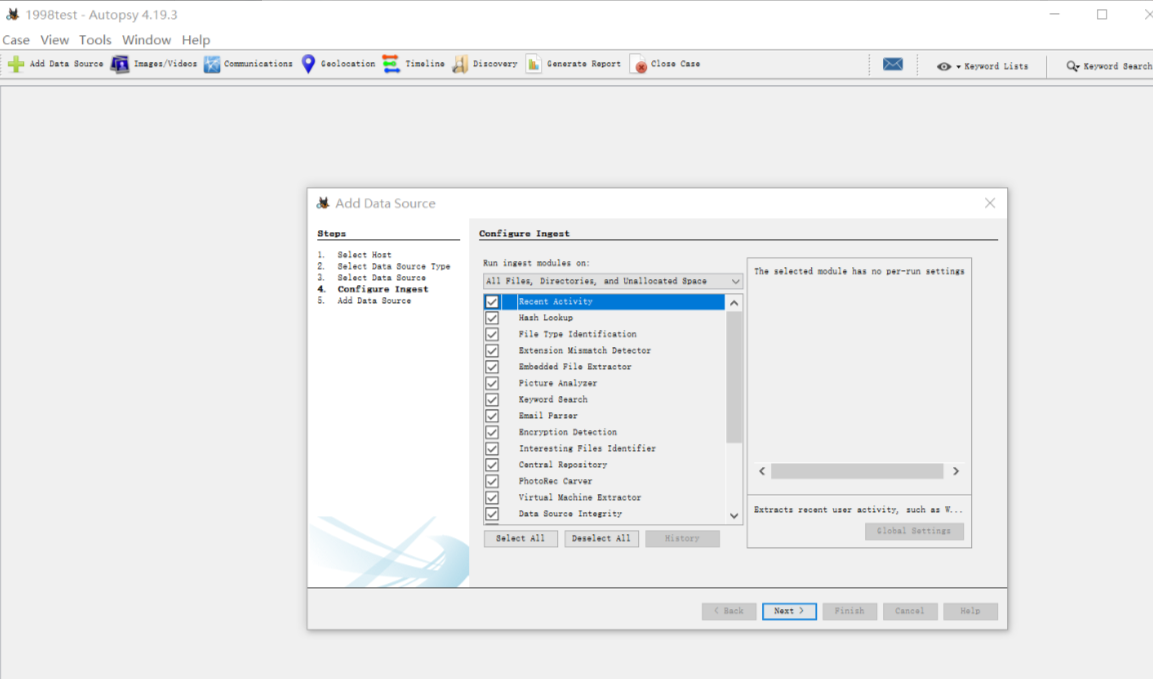 1998test - Autopsy 4.19.3
Case View Tools Window Help
Add Data Source Images/Videos Communications Geolocation Timeline Discovery Generate Report Close Case Keyword Lists Keyword Search
Add Data Source
Steps
1. Select Host
2. Select Data Source Type
3. Select Data Source
4. Configure Ingest
5. Add Data Source
Configure Ingest
Run ingest modules on:
All Files, Directories, and Unallocated Space
Recent Activity
Hash Lookup
File Type Identification
Extension Mismatch Detector
Embedded File Extractor
Picture Analyzer
Keyword Search
Email Parser
Encryption Detection
Interesting Files Identifier
Central Repository
PhotoRec Carver
Virtual Machine Extractor
Data Source Integrity
Select All Deselect All History
The selected module has no per-run settings
Extracts recent user activity, such as W...
Global Settings
< Back Next > Finish Cancel Help